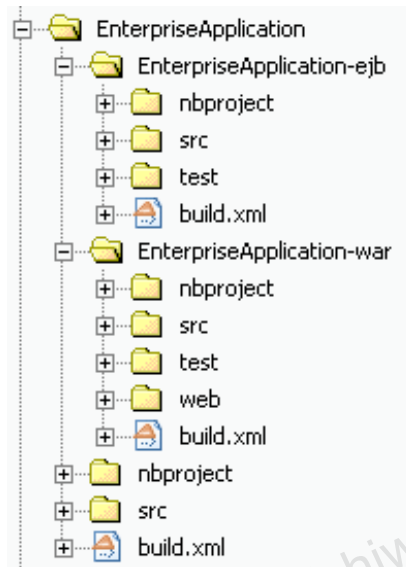 EnterpriseApplication
EnterpriseApplication-ejb
nbproject
src
test
build.xml
EnterpriseApplication-war
nbproject
src
test
web
build.xml
nbproject
src
build.xml